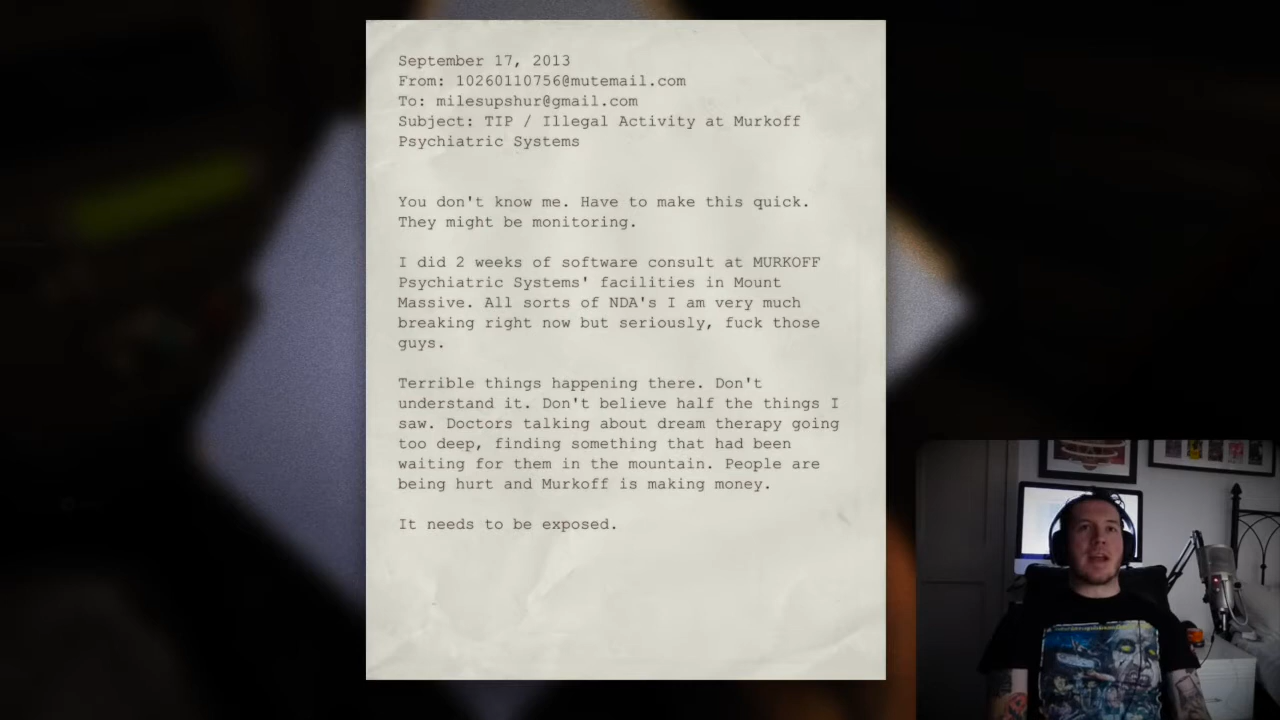 September 17, 2013
From: 10260110756@mutemail.com
To: milesupshur@gmail.com
Subject: TIP / Illegal Activity at Murkoff
Psychiatric Systems
You don't know me. Have to make this quick.
They might be monitoring.
I did 2 weeks of software consult at MURKOFF
Psychiatric Systems' facilities in Mount
Massive. All sorts of NDA's I am very much
breaking right now but seriously, fuck those
guys.
Terrible things happening there. Don't
understand it. Don't believe half the things I
saw. Doctors talking about dream therapy going
too deep, finding something that had been
waiting for them in the mountain. People are
being hurt and Murkoff is making money.
It needs to be exposed.